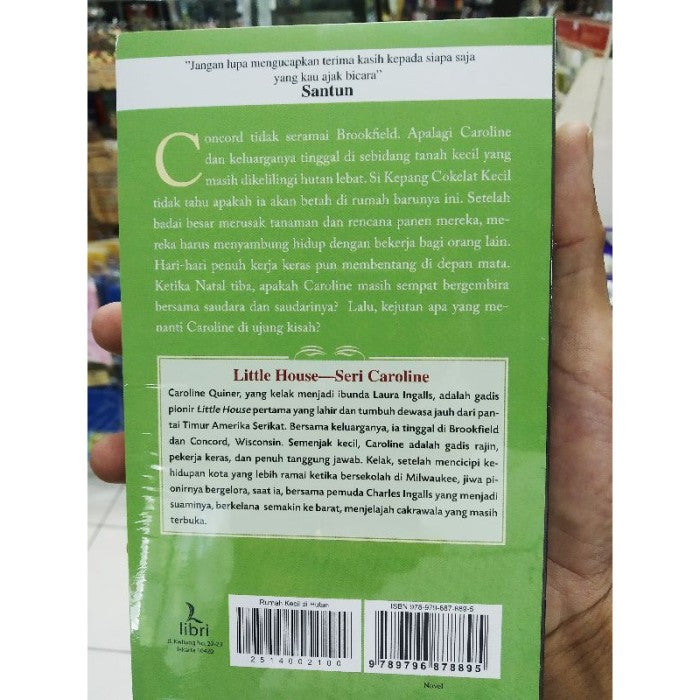 "Jangan lupa mengucapkan terima kasih kepada siapa saja
yang kau ajak bicara"
Santun
Concord tidak seramai Brookfield. Apalagi Caroline
dan keluarganya tinggal di sebidang tanah kecil yang
masih dikelilingi hutan lebat. Si Kepang Cokelat Kecil
tidak tahu apakah ia akan betah di rumah barunya ini. Setelah
badai besar merusak tanaman dan rencana panen mereka, me-
reka harus menyambung hidup dengan bekerja bagi orang lain.
Hari-hari penuh kerja keras pun membentang di depan mata.
Ketika Natal tiba, apakah Caroline masih sempat bergembira
bersama saudara dan saudarinya? Lalu, kejutan apa yang me-
nanti Caroline di ujung kisah?
Little House—Seri Caroline
Caroline Quiner, yang kelak menjadi ibunda Laura Ingalls, adalah gadis
pionir Little House pertama yang lahir dan tumbuh dewasa jauh dari pan-
tai Timur Amerika Serikat. Bersama keluarganya, ia tinggal di Brookfield
dan Concord, Wisconsin. Semenjak kecil, Caroline adalah gadis rajin,
pekerja keras, dan penuh tanggung jawab. Kelak, setelah mencicipi ke-
hidupan kota yang lebih ramai ketika bersekolah di Milwaukee, jiwa pi-
onirnya bergelora, saat ia, bersama pemuda Charles Ingalls yang menjadi
suaminya, berkelana semakin ke barat, menjelajah cakrawala yang masih
terbuka.
libri
Rumah Kecil di Hutan
2514002100
ISBN 978-979-687-889-5
9 789796 878895
Novel